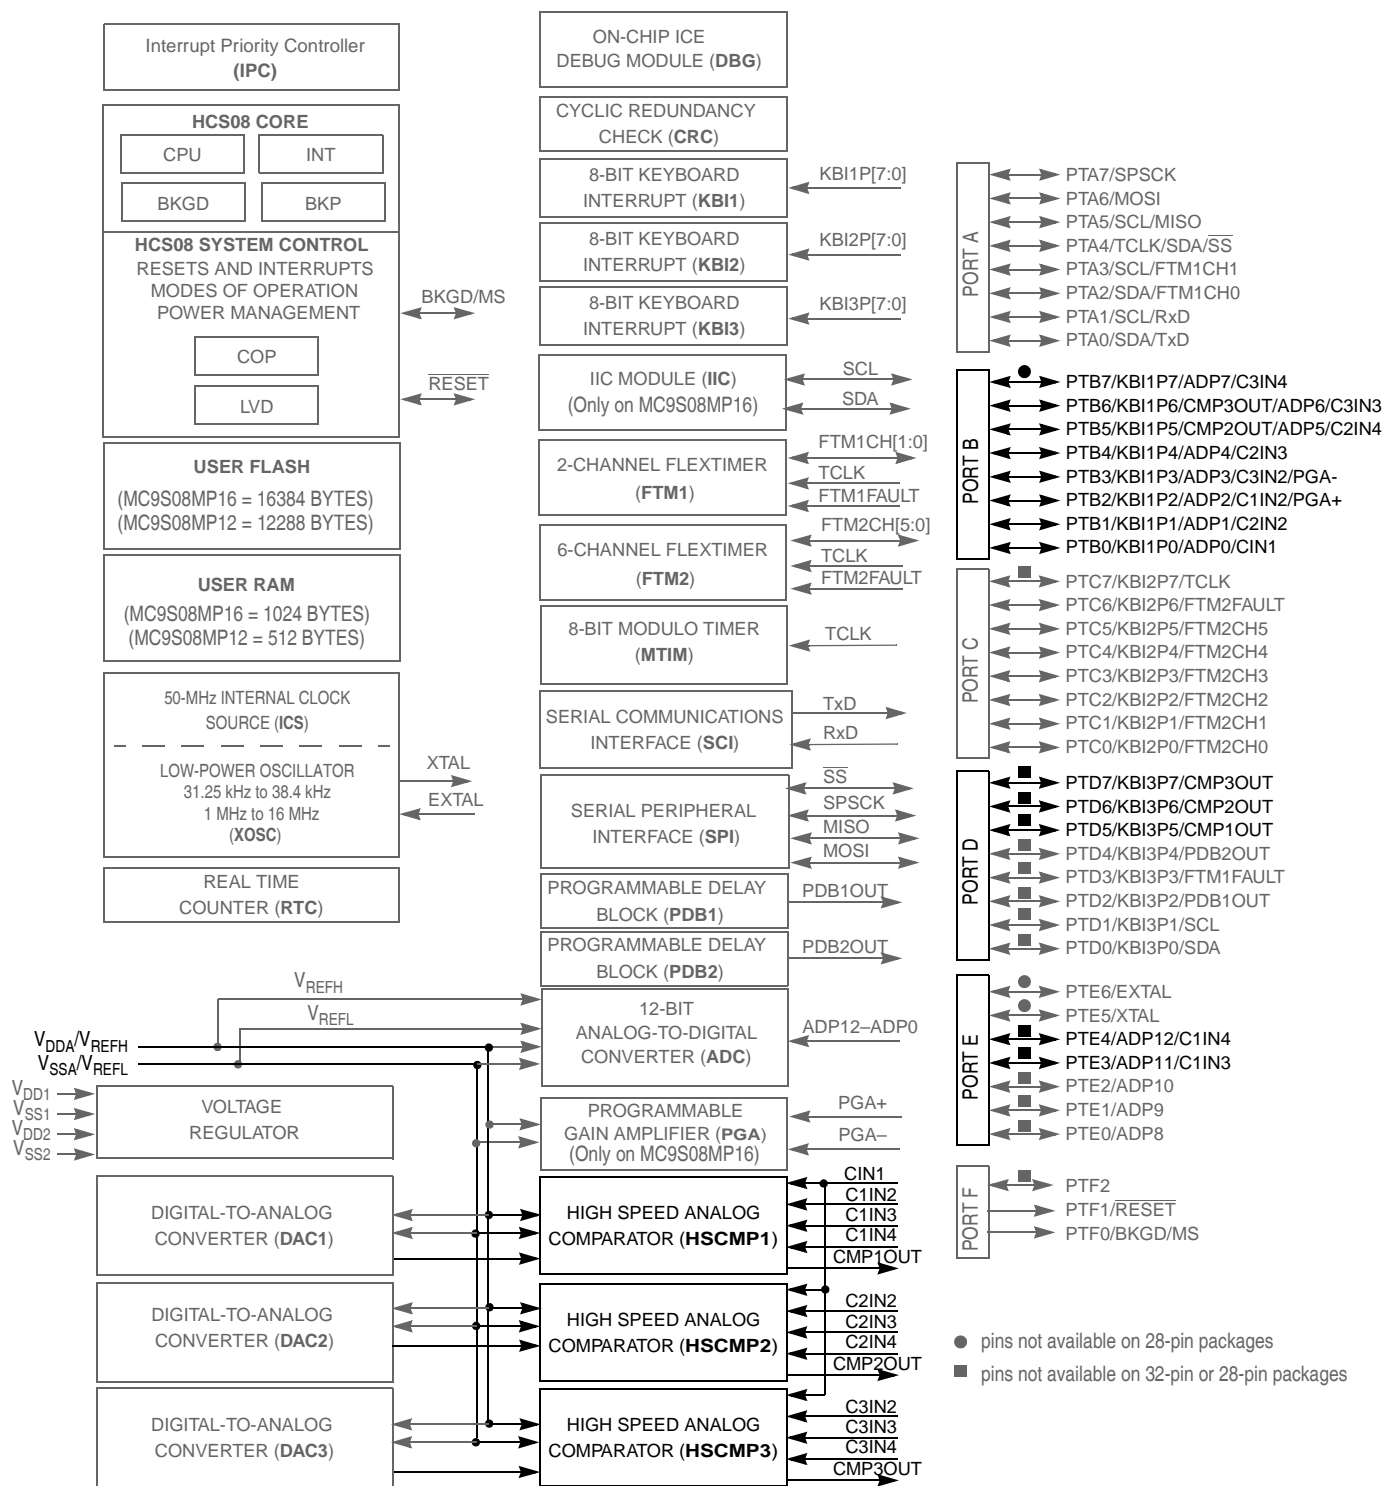 Interrupt Priority Controller
(IPC)
HCS08 CORE
CPU
INT
BKGD
BKP
HCS08 SYSTEM CONTROL
RESETS AND INTERRUPTS
MODES OF OPERATION
POWER MANAGEMENT
COP
LVD
BKGD/MS
RESET
USER FLASH
(MC9S08MP16 = 16384 BYTES)
(MC9S08MP12 = 12288 BYTES)
USER RAM
(MC9S08MP16 = 1024 BYTES)
(MC9S08MP12 = 512 BYTES)
50-MHz INTERNAL CLOCK
SOURCE (ICS)
LOW-POWER OSCILLATOR
31.25 kHz to 38.4 kHz
1 MHz to 16 MHz
(XOSC)
XTAL
EXTAL
REAL TIME
COUNTER (RTC)
VREFH
VREFL
VDDA/VREFH
VSSA/VREFL
VDD1
VSS1
VDD2
VSS2
VOLTAGE
REGULATOR
DIGITAL-TO-ANALOG
CONVERTER (DAC1)
DIGITAL-TO-ANALOG
CONVERTER (DAC2)
DIGITAL-TO-ANALOG
CONVERTER (DAC3)
ON-CHIP ICE
DEBUG MODULE (DBG)
CYCLIC REDUNDANCY
CHECK (CRC)
8-BIT KEYBOARD
INTERRUPT (KBI1)
KBI1P[7:0]
8-BIT KEYBOARD
INTERRUPT (KBI2)
KBI2P[7:0]
8-BIT KEYBOARD
INTERRUPT (KBI3)
KBI3P[7:0]
IIC MODULE (IIC)
(Only on MC9S08MP16)
SCL
SDA
2-CHANNEL FLEXTIMER
(FTM1)
FTM1CH[1:0]
TCLK
FTM1FAULT
6-CHANNEL FLEXTIMER
(FTM2)
FTM2CH[5:0]
TCLK
FTM2FAULT
8-BIT MODULO TIMER
(MTIM)
TCLK
SERIAL COMMUNICATIONS
INTERFACE (SCI)
TxD
RxD
SERIAL PERIPHERAL
INTERFACE (SPI)
SS
SPSCK
MISO
MOSI
PROGRAMMABLE DELAY
BLOCK (PDB1)
PDB1OUT
PROGRAMMABLE DELAY
BLOCK (PDB2)
PDB2OUT
12-BIT
ANALOG-TO-DIGITAL
CONVERTER (ADC)
ADP12–ADP0
PROGRAMMABLE
GAIN AMPLIFIER (PGA)
(Only on MC9S08MP16)
PGA+
PGA–
HIGH SPEED ANALOG
COMPARATOR (HSCMP1)
CIN1
C1IN2
C1IN3
C1IN4
CMP1OUT
HIGH SPEED ANALOG
COMPARATOR (HSCMP2)
C2IN2
C2IN3
C2IN4
CMP2OUT
HIGH SPEED ANALOG
COMPARATOR (HSCMP3)
C3IN2
C3IN3
C3IN4
CMP3OUT
PORT A
PTA7/SPSCK
PTA6/MOSI
PTA5/SCL/MISO
PTA4/TCLK/SDA/SS
PTA3/SCL/FTM1CH1
PTA2/SDA/FTM1CH0
PTA1/SCL/RxD
PTA0/SDA/TxD
PORT B
PTB7/KBI1P7/ADP7/C3IN4
PTB6/KBI1P6/CMP3OUT/ADP6/C3IN3
PTB5/KBI1P5/CMP2OUT/ADP5/C2IN4
PTB4/KBI1P4/ADP4/C2IN3
PTB3/KBI1P3/ADP3/C3IN2/PGA-
PTB2/KBI1P2/ADP2/C1IN2/PGA+
PTB1/KBI1P1/ADP1/C2IN2
PTB0/KBI1P0/ADP0/CIN1
PORT C
PTC7/KBI2P7/TCLK
PTC6/KBI2P6/FTM2FAULT
PTC5/KBI2P5/FTM2CH5
PTC4/KBI2P4/FTM2CH4
PTC3/KBI2P3/FTM2CH3
PTC2/KBI2P2/FTM2CH2
PTC1/KBI2P1/FTM2CH1
PTC0/KBI2P0/FTM2CH0
PORT D
PTD7/KBI3P7/CMP3OUT
PTD6/KBI3P6/CMP2OUT
PTD5/KBI3P5/CMP1OUT
PTD4/KBI3P4/PDB2OUT
PTD3/KBI3P3/FTM1FAULT
PTD2/KBI3P2/PDB1OUT
PTD1/KBI3P1/SCL
PTD0/KBI3P0/SDA
PORT E
PTE6/EXTAL
PTE5/XTAL
PTE4/ADP12/C1IN4
PTE3/ADP11/C1IN3
PTE2/ADP10
PTE1/ADP9
PTE0/ADP8
PORT F
PTF2
PTF1/RESET
PTF0/BKGD/MS
pins not available on 28-pin packages
pins not available on 32-pin or 28-pin packages